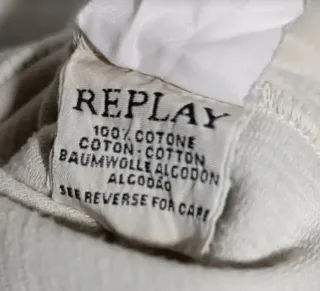 REPLAY
100% COTONE
COTON-COTTON
BAUMWOLLE ALGODON
ALGODÃO
SEE REVERSE FOR CARE